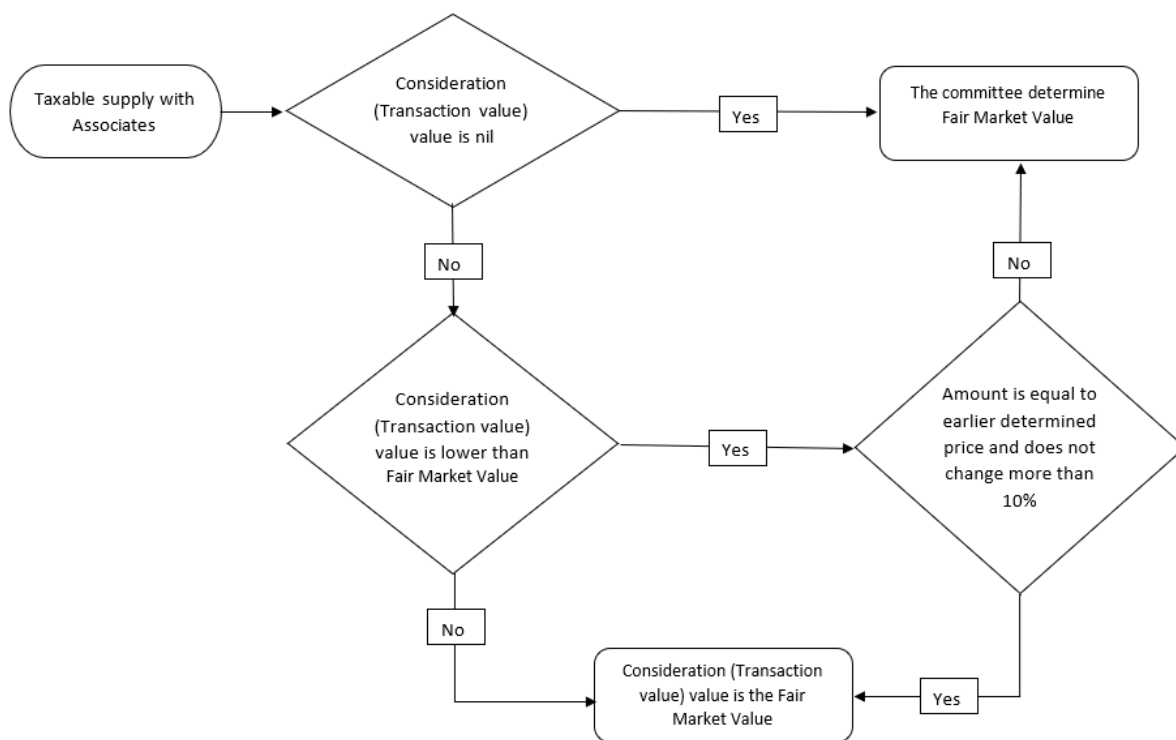 Taxable supply with
Associates
Consideration
(Transaction value)
value is nil
Yes
The committee determine
Fair Market Value
No
No
Consideration
(Transaction value)
value is lower than
Fair Market Value
Yes
Amount is equal to
earlier determined
price and does not
change more than
10%
No
Consideration (Transaction
value) value is the Fair
Market Value
Yes